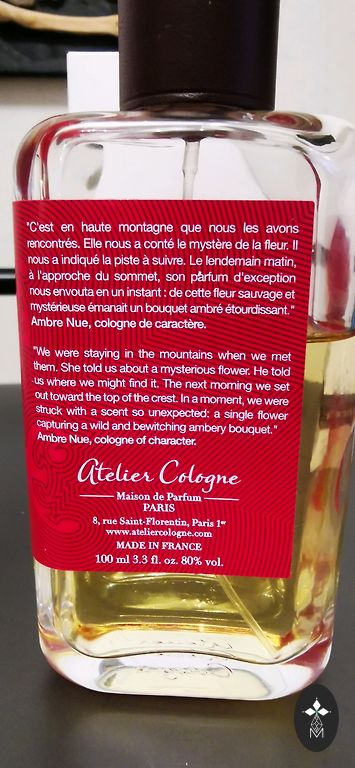 "C'est en haute montagne que nous les avons
rencontrés. Elle nous a conté le mystère de la fleur. Il
nous a indiqué la piste à suivre. Le lendemain matin,
à l'approche du sommet, son parfum d'exception
nous envouta en un instant : de cette fleur sauvage et
mystérieuse émanait un bouquet ambré étourdissant."
Ambre Nue, cologne de caractère.
"We were staying in the mountains when we met
them. She told us about a mysterious flower. He told
us where we might find it. The next morning we set
out toward the top of the crest. In a moment, we were
struck with a scent so unexpected: a single flower
capturing a wild and bewitching ambery bouquet."
Ambre Nue, cologne of character.
Atelier Cologne
Maison de Parfum
PARIS
8, rue Saint-Florentin, Paris 1er
www.ateliercologne.com
MADE IN FRANCE
100 ml 3.3 fl. oz. 80% vol.
M